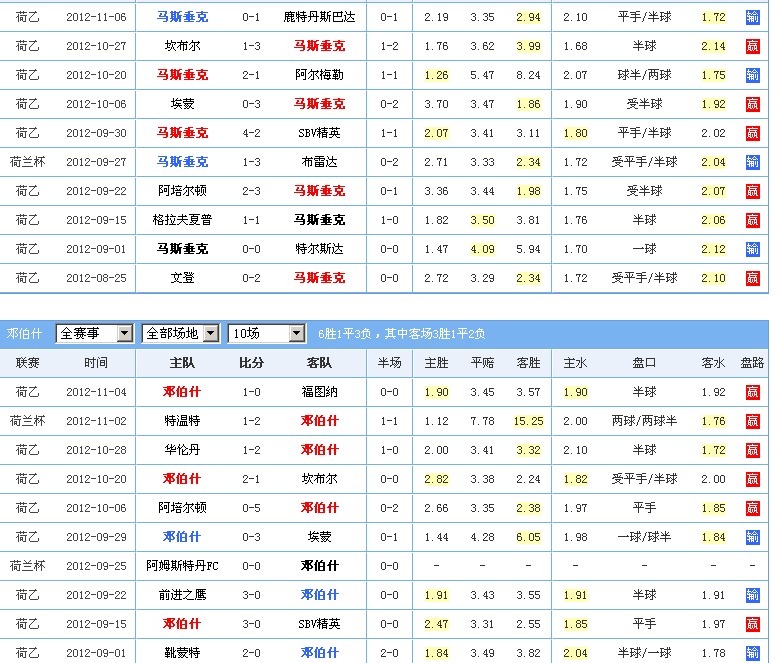 荷乙 2012-11-06 马斯垂克 0-1 鹿特丹斯巴达 0-1 2.19 3.35 2.94 2.10 平手/半球 1.72 输
荷乙 2012-10-27 坎布尔 1-3 马斯垂克 1-2 1.76 3.62 3.99 1.68 半球 2.14 赢
荷乙 2012-10-20 马斯垂克 2-1 阿尔梅勒 1-1 1.26 5.47 8.24 2.07 球半/两球 1.75 输
荷乙 2012-10-06 埃蒙 0-3 马斯垂克 0-2 3.70 3.47 1.86 1.90 受半球 1.92 赢
荷乙 2012-09-30 马斯垂克 4-2 SBV精英 1-1 2.07 3.41 3.11 1.80 平手/半球 2.02 赢
荷兰杯 2012-09-27 马斯垂克 1-3 布雷达 0-2 2.71 3.33 2.34 1.72 受平手/半球 2.04 输
荷乙 2012-09-22 阿培尔顿 2-3 马斯垂克 0-1 3.36 3.44 1.98 1.75 受半球 2.07 赢
荷乙 2012-09-15 格拉夫夏普 1-1 马斯垂克 1-0 1.82 3.50 3.81 1.76 半球 2.06 赢
荷乙 2012-09-01 马斯垂克 0-0 特尔斯达 0-0 1.47 4.09 5.94 1.70 一球 2.12 输
荷乙 2012-08-25 文登 0-2 马斯垂克 0-0 2.72 3.29 2.34 1.72 受平手/半球 2.10 赢
邓伯什 全赛事 全部场地 10场 6胜1平3负，其中客场3胜1平2负
联赛 时间 主队 比分 客队 半场 主胜 平赔 客胜 主水 盘口 客水 盘路
荷乙 2012-11-04 邓伯什 1-0 福图纳 0-0 1.90 3.45 3.57 1.90 半球 1.92 赢
荷兰杯 2012-11-02 特温特 1-2 邓伯什 1-1 1.12 7.78 15.25 2.00 两球/两球半 1.76 赢
荷乙 2012-10-28 华伦丹 1-2 邓伯什 1-0 2.00 3.41 3.32 2.10 半球 1.72 赢
荷乙 2012-10-20 邓伯什 2-1 坎布尔 0-0 2.82 3.38 2.24 1.82 受平手/半球 2.00 赢
荷乙 2012-10-06 阿培尔顿 0-5 邓伯什 0-2 2.66 3.35 2.38 1.97 平手 1.85 赢
荷乙 2012-09-29 邓伯什 0-3 埃蒙 0-1 1.44 4.28 6.05 1.98 一球/球半 1.84 输
荷兰杯 2012-09-25 阿姆斯特丹FC 0-0 邓伯什 0-0 - - - - - - -
荷乙 2012-09-22 前进之鹰 3-0 邓伯什 0-0 1.91 3.43 3.55 1.91 半球 1.91 输
荷乙 2012-09-15 邓伯什 3-0 SBV精英 0-0 2.47 3.31 2.55 1.85 平手 1.97 赢
荷乙 2012-09-01 靴蒙特 2-0 邓伯什 2-0 1.84 3.49 3.82 2.04 半球/一球 1.78 输